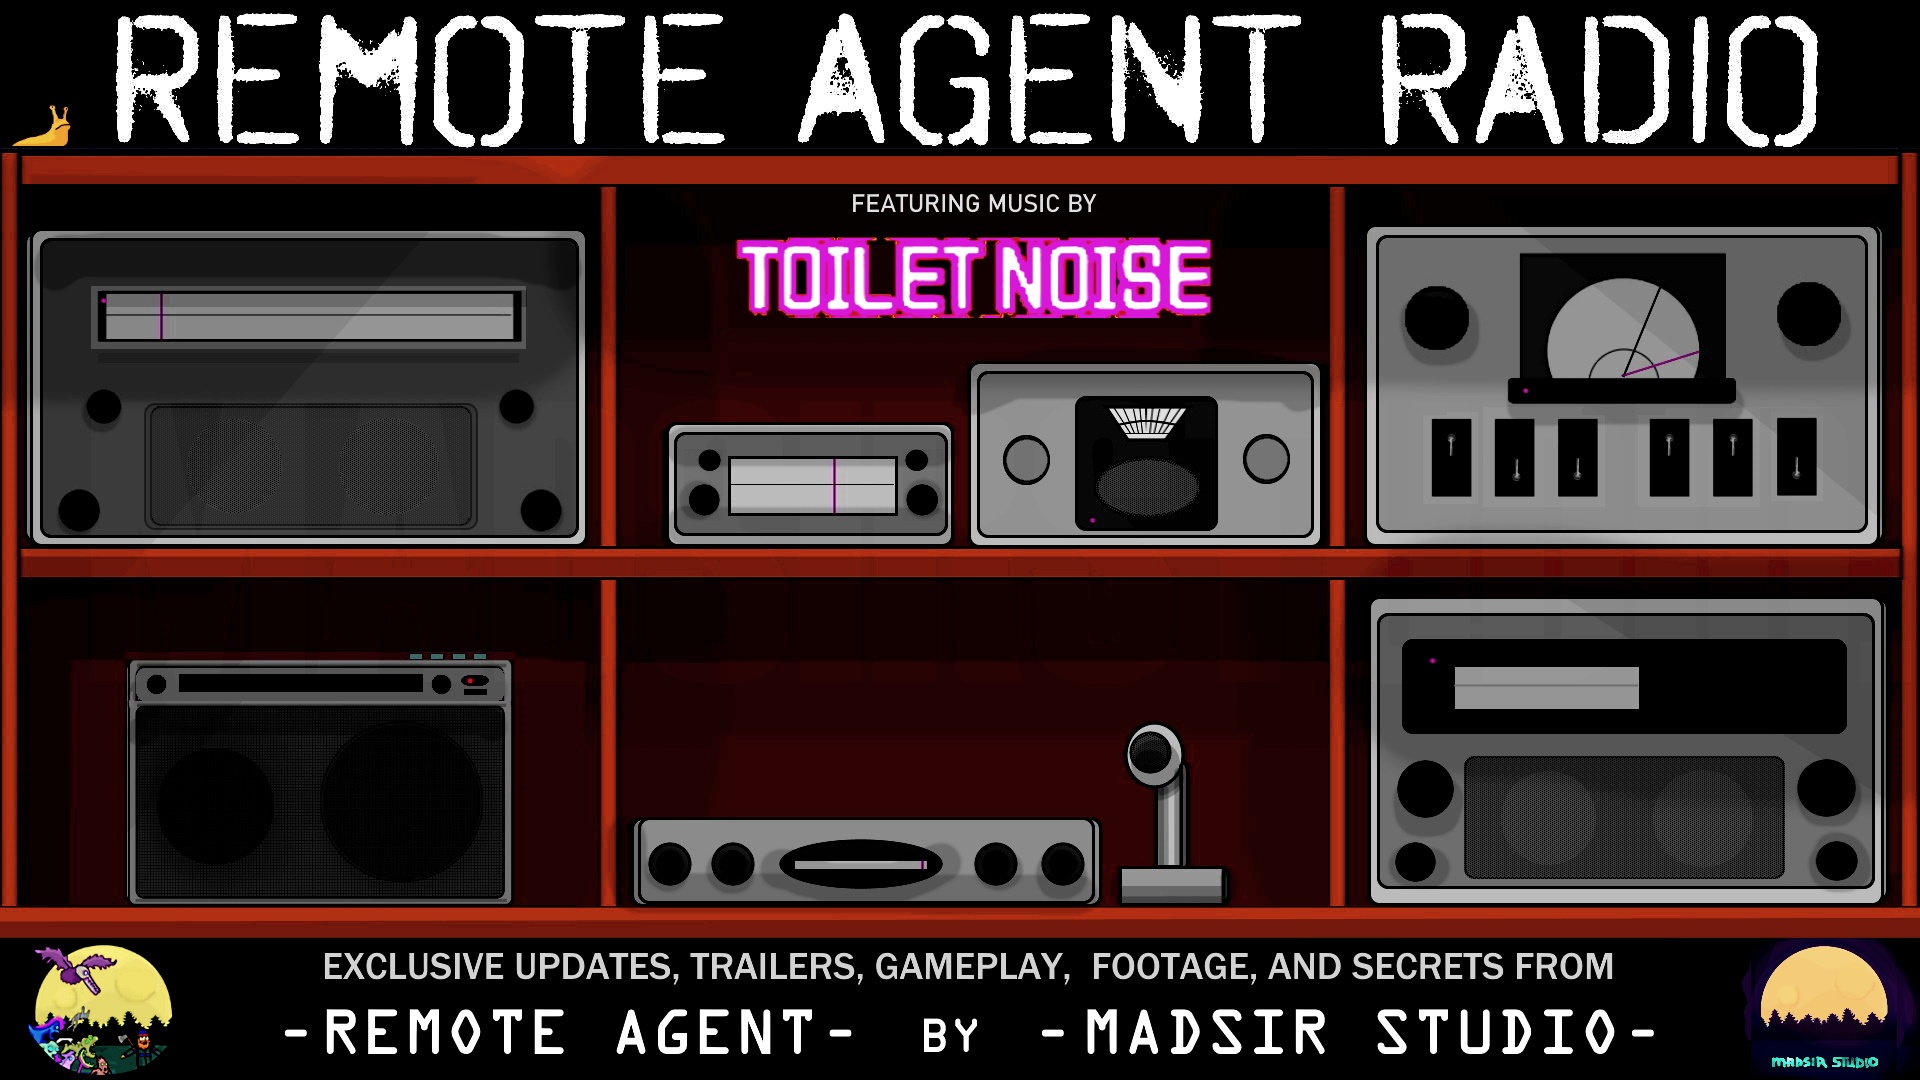 REMOTE AGENT RADIO
FEATURING MUSIC BY
TOILET NOISE
EXCLUSIVE UPDATES, TRAILERS, GAMEPLAY, FOOTAGE, AND SECRETS FROM
-REMOTE AGENT- BY -MADSIR STUDIO-
MADSIR STUDIO